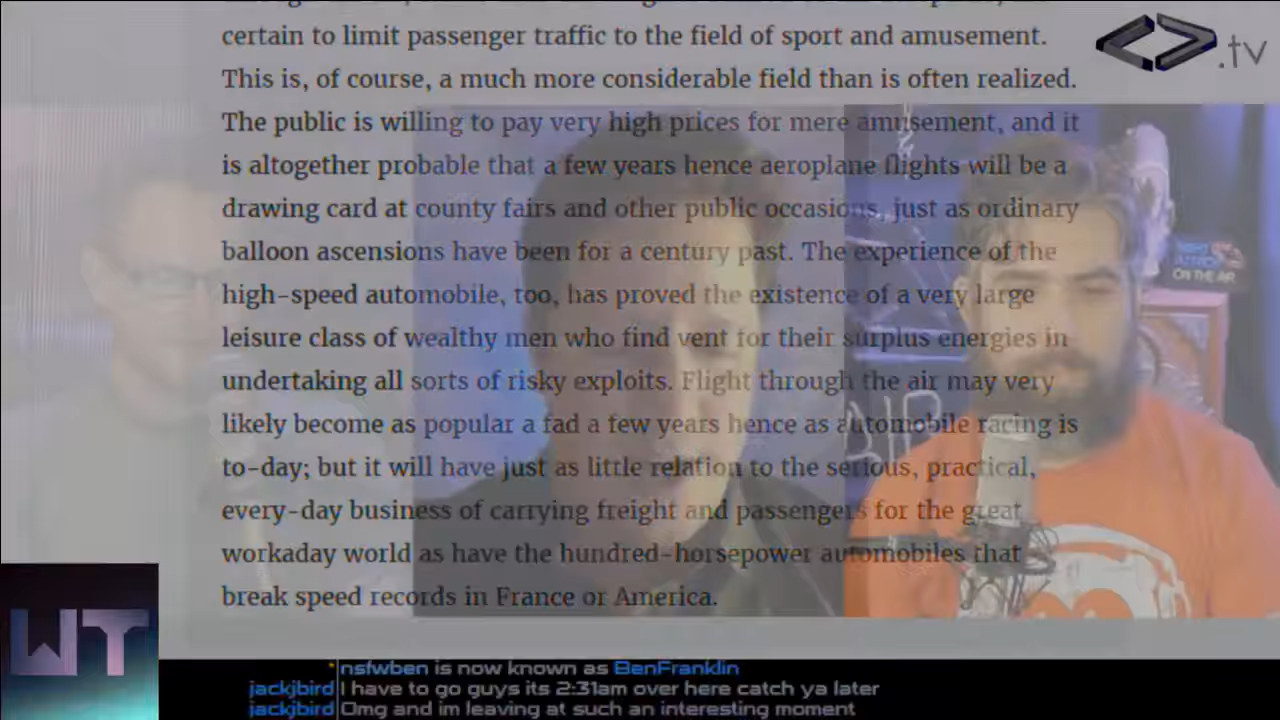 certain to limit passenger traffic to the field of sport and amusement.
This is, of course, a much more considerable field than is often realized.
The public is willing to pay very high prices for mere amusement, and it
is altogether probable that a few years hence aeroplane flights will be a
drawing card at county fairs and other public occasions, just as ordinary
balloon ascensions have been for a century past. The experience of the
high-speed automobile, too, has proved the existence of a very large
leisure class of wealthy men who find vent for their surplus energies in
undertaking all sorts of risky exploits. Flight through the air may very
likely become as popular a fad a few years hence as automobile racing is
to-day; but it will have just as little relation to the serious, practical,
every-day business of carrying freight and passengers for the great
workaday world as have the hundred-horsepower automobiles that
break speed records in France or America.
.tv
ON THE AIR
WT
* nsfwben is now known as BenFranklin
jackjbird I have to go guys its 2:31am over here catch ya later
jackjbird Omg and im leaving at such an interesting moment